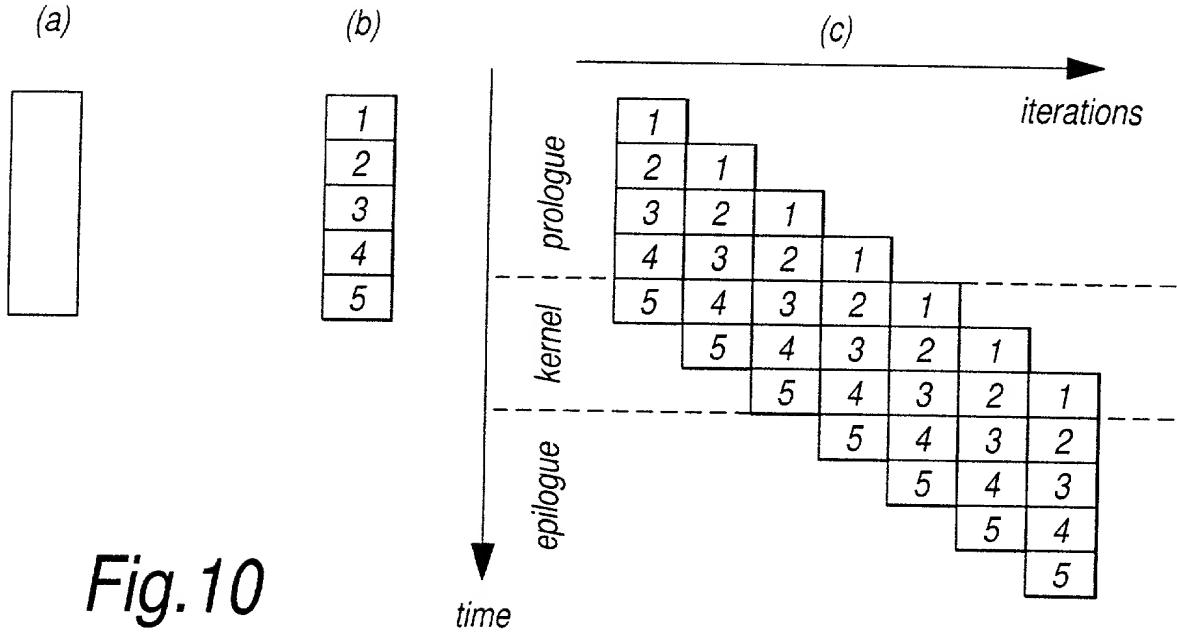 (a) (b) (c)
iterations
1 1
2 2 1
3 3 2 1
4 4 3 2 1
5 5 4 3 2 1
5 4 3 2 1
5 4 3 2 1
5 4 3 2
5 4 3
5 4
5
prologue
kernel
epilogue
time
Fig.10